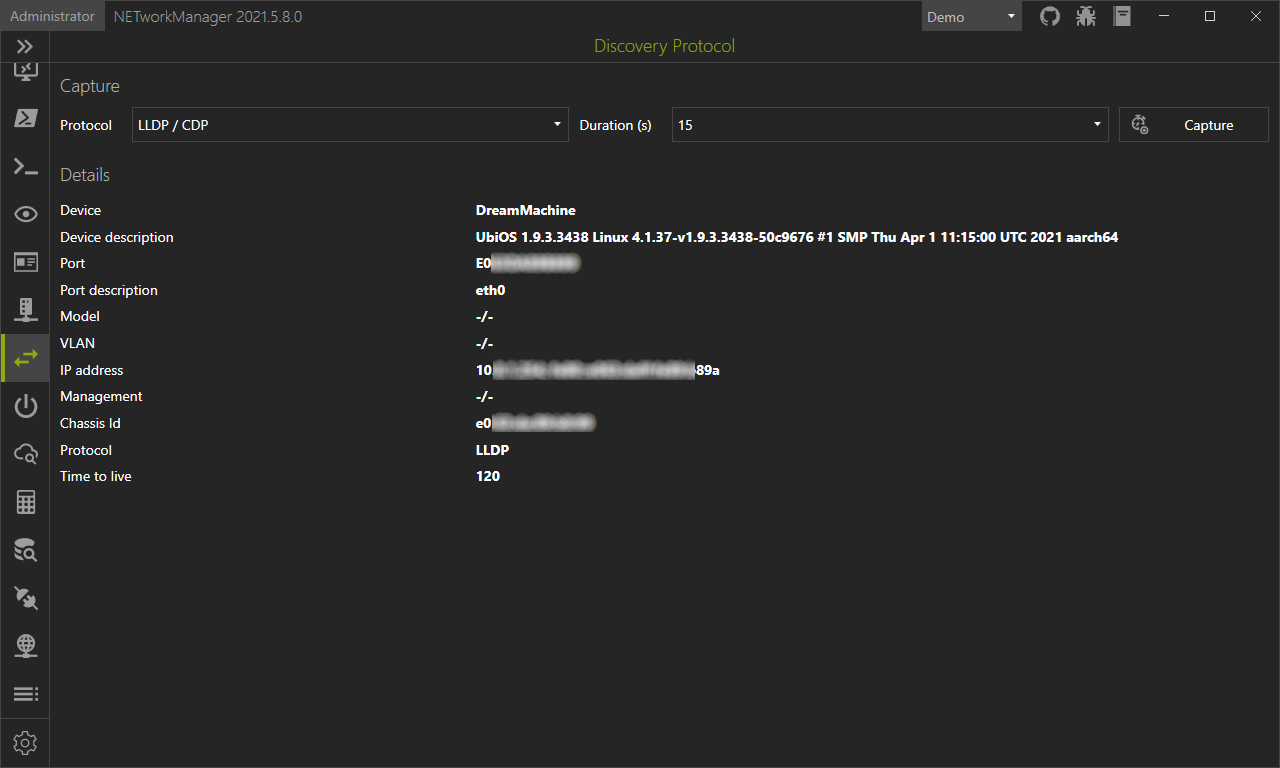 Administrator NETworkManager 2021.5.8.0 Demo
Discovery Protocol
Capture
Protocol LLDP / CDP Duration (s) 15 Capture
Details
Device DreamMachine
Device description UbiOS 1.9.3.3438 Linux 4.1.37-v1.9.3.3438-50c9676 #1 SMP Thu Apr 1 11:15:00 UTC 2021 aarch64
Port E0
Port description eth0
Model -/-
VLAN -/-
IP address 10. 89a
Management -/-
Chassis Id e0
Protocol LLDP
Time to live 120